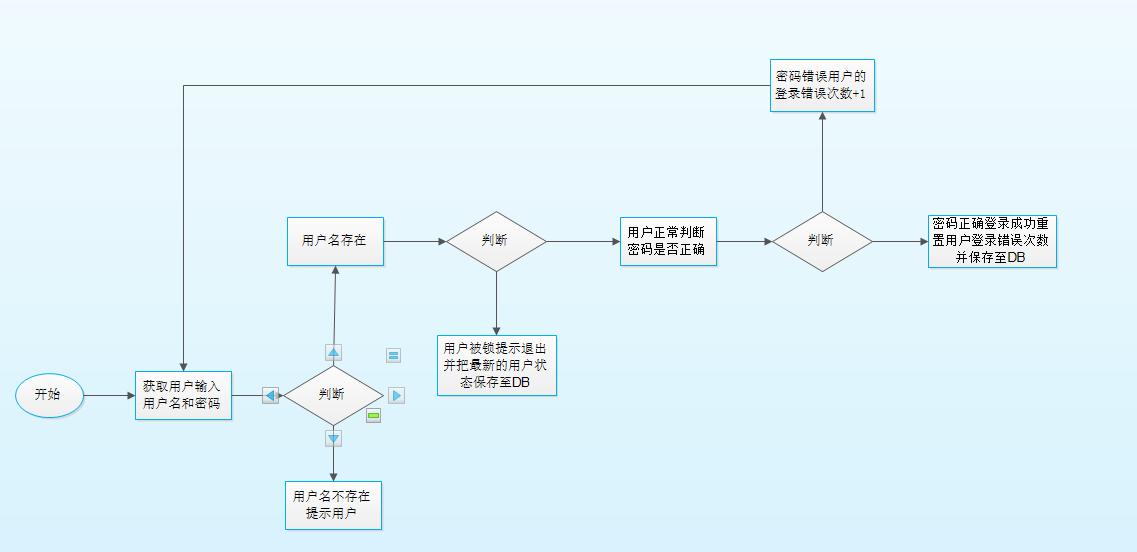 开始
获取用户输入
用户名和密码
判断
用户名不存在
提示用户
用户名存在
判断
用户被锁提示退出
并把最新的用户状
态保存至DB
用户正常判断
密码是否正确
判断
密码错误用户的
登录错误次数+1
密码正确登录成功重
置用户登录错误次数
并保存至DB